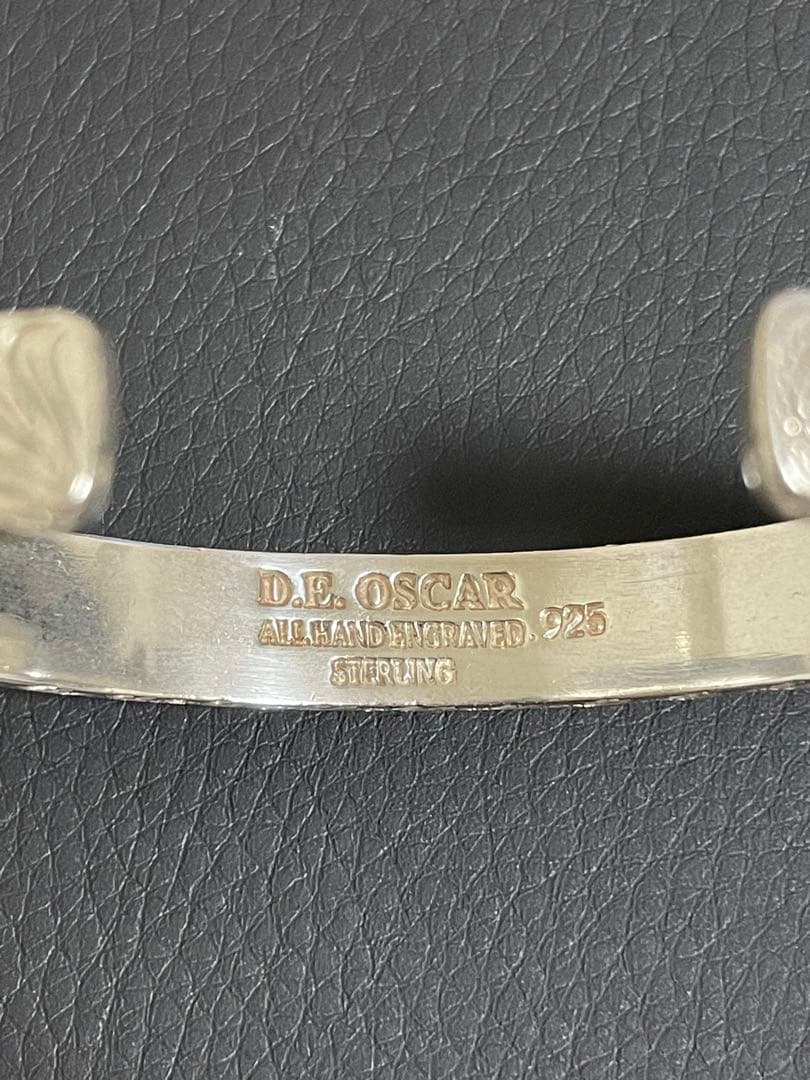 D.E. OSCAR
ALL HAND ENGRAVED .925
STERLING